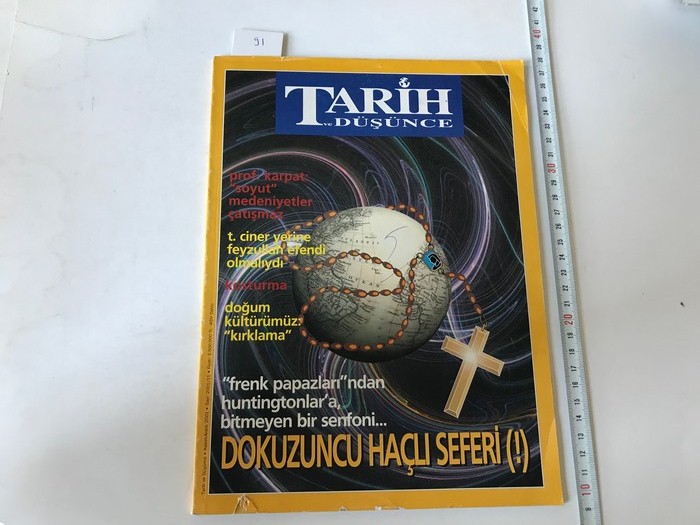 91
TARİH
ve DÜŞÜNCE
prof. karpat:
"soyut"
medeniyetler
çatışmaz
t. ciner yerine
feyzullah efendi
olmalıydı
doğum
kültürümüz:
"kırklama"
"frenk papazları"ndan
huntingtonlar'a,
bitmeyen bir senfoni...
DOKUZUNCU HAÇLI SEFERİ (!)